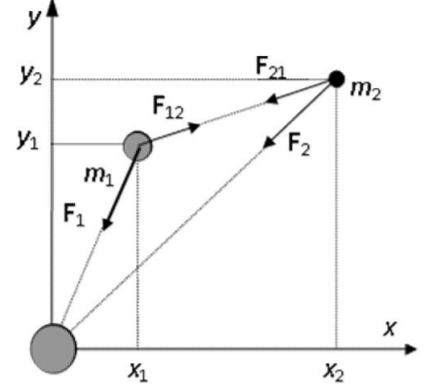 y
y₂
F₂₁
m₂
F₁₂
y₁
F₂
m₁
F₁
x
x₁
x₂